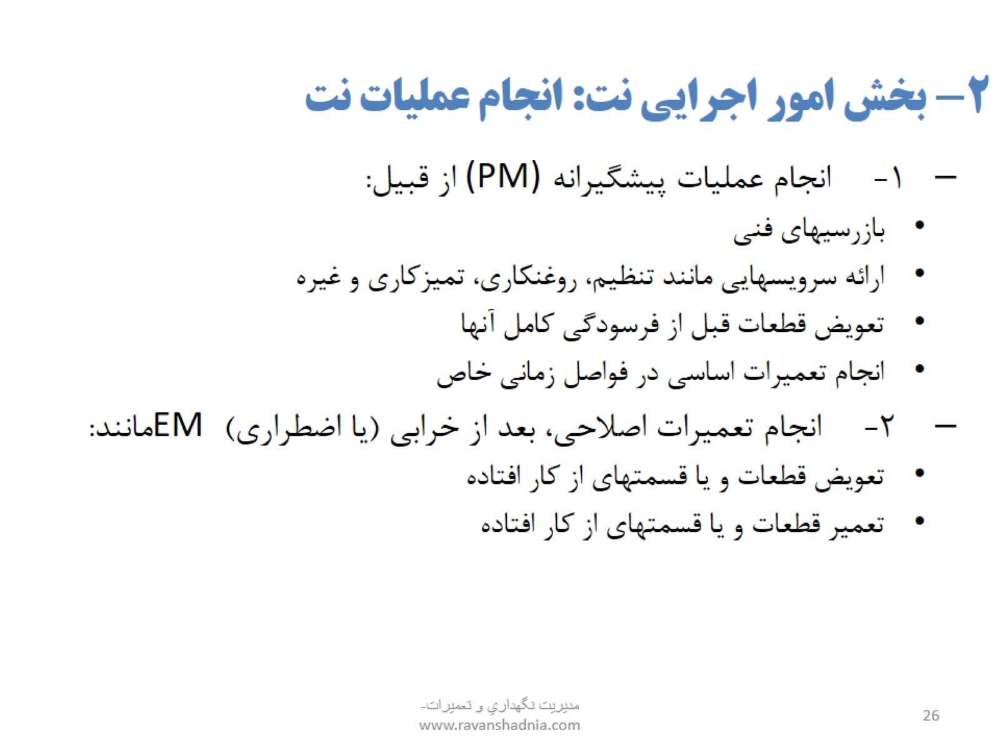 ۲- بخش امور اجرایی نت: انجام عملیات نت
– ۱- انجام عملیات پیشگیرانه (PM) از قبیل:
• بازرسیهای فنی
• ارائه سرویسهایی مانند تنظیم، روغنکاری، تمیزکاری و غیره
• تعویض قطعات قبل از فرسودگی کامل آنها
• انجام تعمیرات اساسی در فواصل زمانی خاص
– ۲- انجام تعمیرات اصلاحی، بعد از خرابی (یا اضطراری) EMمانند:
• تعویض قطعات و یا قسمتهای از کار افتاده
• تعمیر قطعات و یا قسمتهای از کار افتاده
مديريت نگهداري و تعميرات-
www.ravanshadnia.com
26